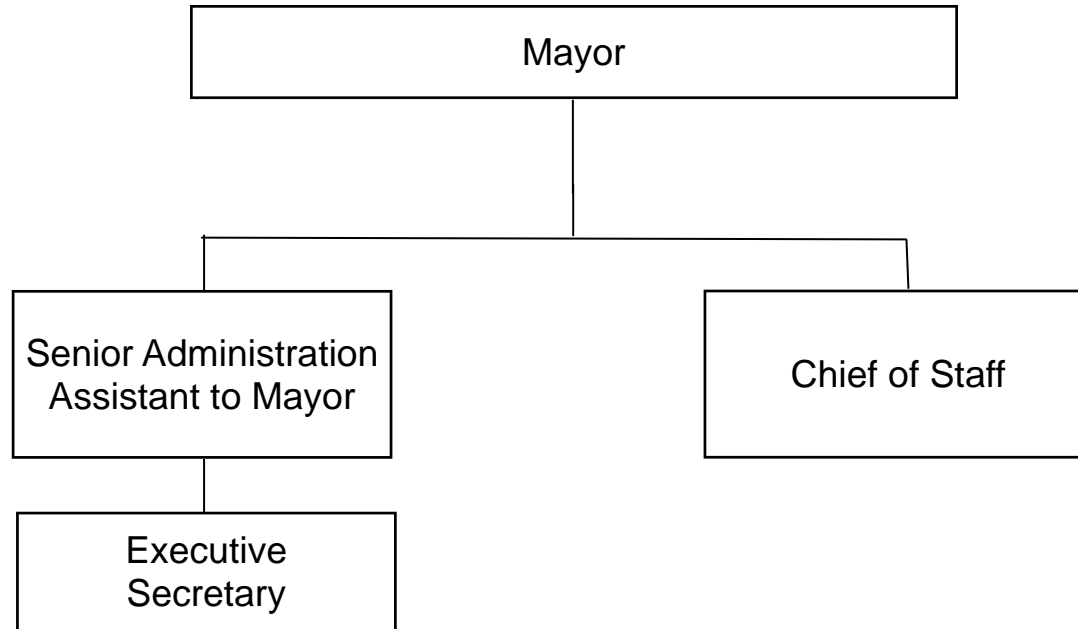 Mayor
Senior Administration
Assistant to Mayor
Chief of Staff
Executive
Secretary